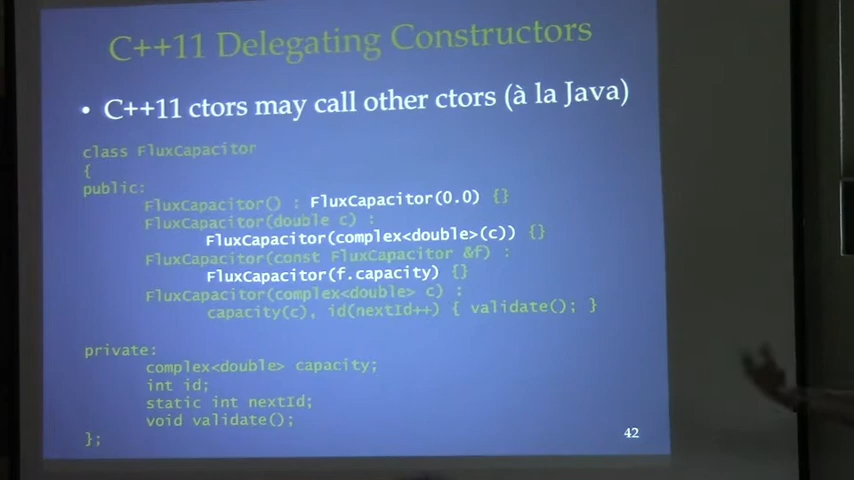 C++11 Delegating Constructors
• C++11 ctors may call other ctors (à la Java)
class FluxCapacitor
{
public:
FluxCapacitor() : FluxCapacitor(0.0) {}
FluxCapacitor(double c) :
FluxCapacitor(complex<double>(c)) {}
FluxCapacitor(const FluxCapacitor &f) :
FluxCapacitor(f.capacity) {}
FluxCapacitor(complex<double> c) :
capacity(c), id(nextId++) { validate(); }
private:
complex<double> capacity;
int id;
static int nextId;
void validate();
};
42